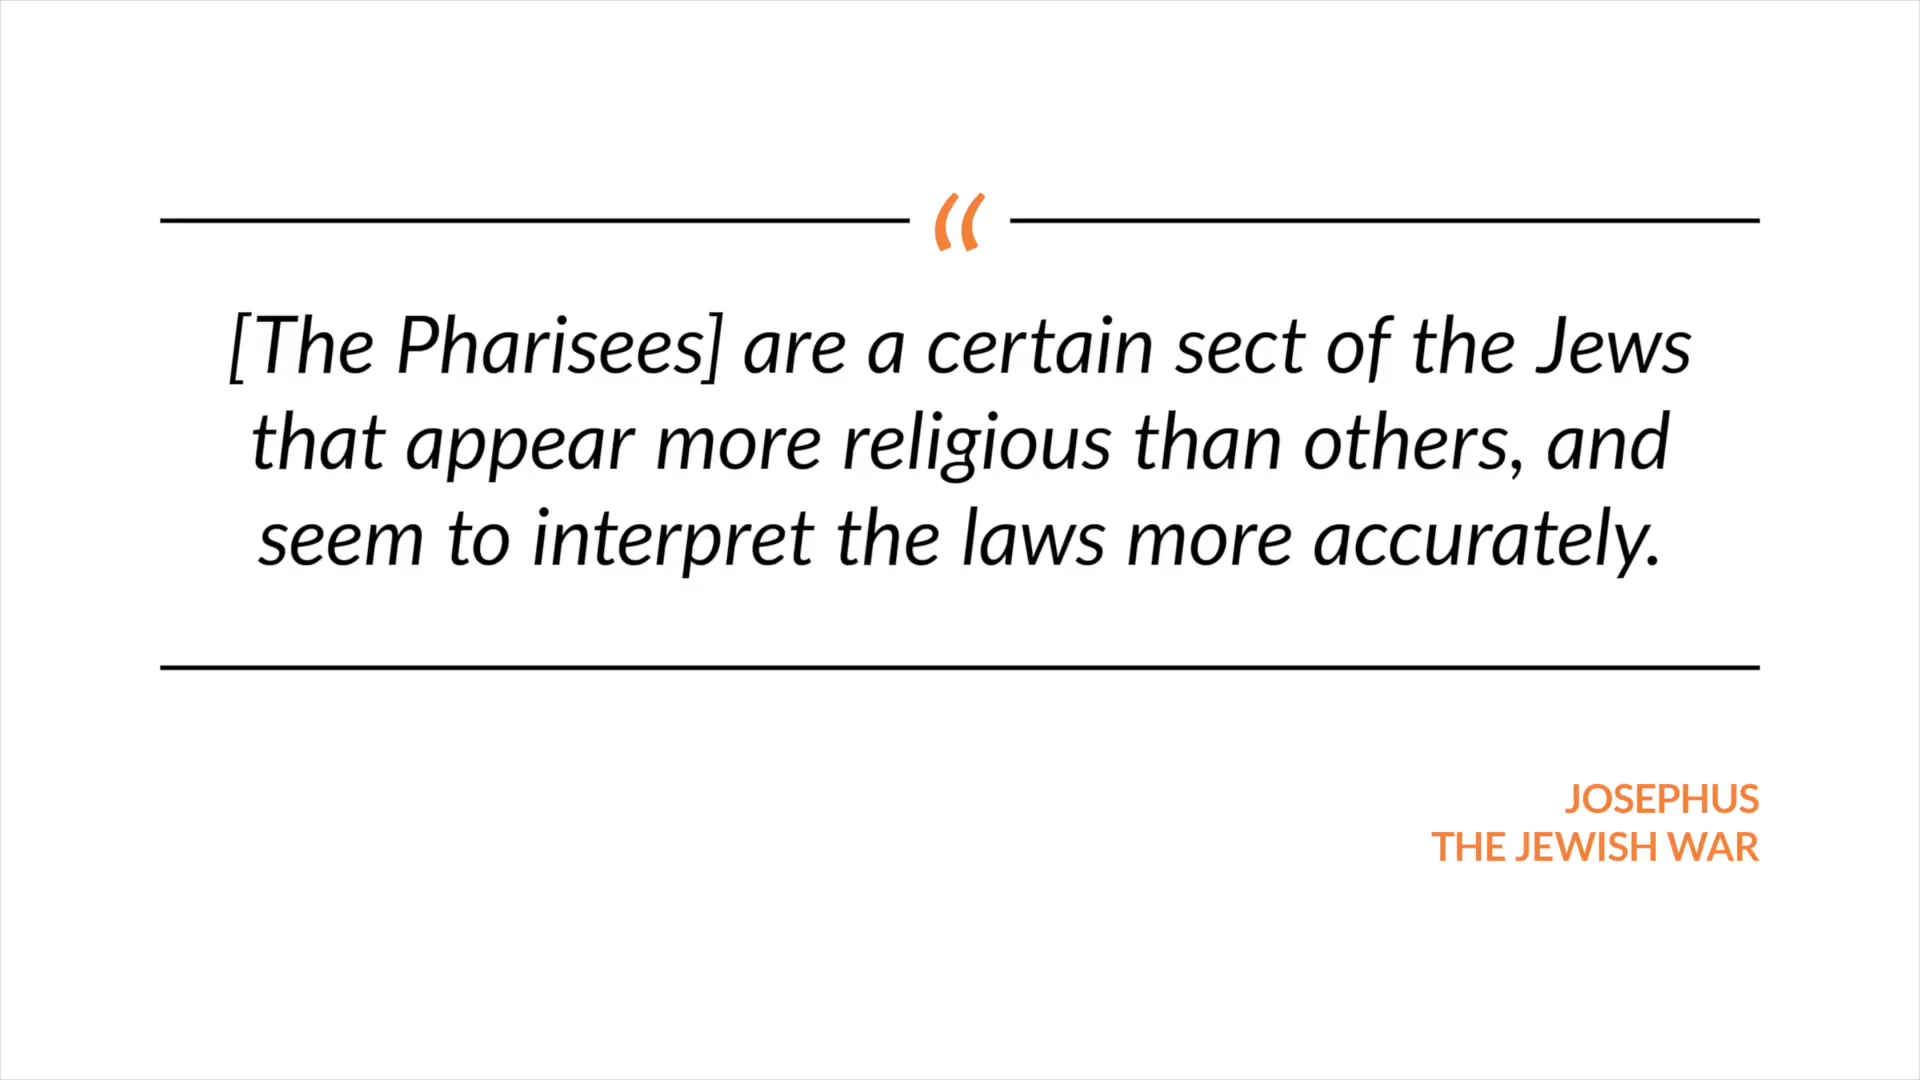 “
[The Pharisees] are a certain sect of the Jews
that appear more religious than others, and
seem to interpret the laws more accurately.
JOSEPHUS
THE JEWISH WAR